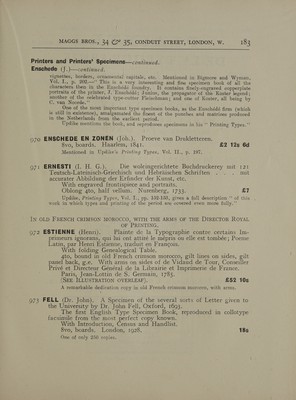 MAGGS BROS., 34 & 35, CONDUIT STREET, LONDON, W. 183
Printers and Printers' Specimens—continued.
Enschede (J.)—continued.
vignettes, borders, ornamental capitals, etc. Mentioned in Bigmore and Wyman,
Vol. I., p. 202.—" This is a very interesting and fine specimen book of all the
characters then in the Enschedé foundry. It contains finely-engraved copperplate
portraits of the printer, J. Enschedé; Junius, the propagator of the Koster legend;
another of the celebrated type-cutter Fleischmann; and one of Koster, all being by
C. van Noorde."
One of the most important type specimen books, as the Enschedé firm (which
is still in existence), amalgamated the finest of the punches and matrices produced
in the Netherlands from the earliest period.
Updike mentions the book, and reproduces specimens in his " Printing Types."
970 ENSCHEDE EN ZONEN (Joh.). Proeve van Drukletteren.
8vo, boards. Haarlem, 1841. £2 12s 6d
Mentioned in Updike's Printing Types, Vol. II., p. 207.
971 ERNESTI (I. H. G.). Die woleingerichtete Bechdruckerey mit 121
Teutsch-Lateinisch-Griechisch und Hebraischen Schriften . . . mit
accurater Abbildung der Erfinder der Kunst, etc.
With engraved frontispiece and portraits.
Oblong 4to, half vellum. Nuremberg, 1733. £7
Updike, Printing Types, Vol. I., pp. 152-153, gives a full description " of this
work in which types and printing of the period are covered even more fully."
IN OLD FRENCH CRIMSON MOROCCO, WITH THE ARMS OF THE DIRECTOR ROYAL
OF PRINTING.
972 ESTIENNE (Henri). Plainte de la Typographie contre certains Im-
primeurs ignorans, qui lui ont attiré le mépris ou elle est tombée; Poeme
Latin, par Henri Estienne, traduit en François.
With folding Genealogical Table.
4to, bound in old French crimson morocco, gilt lines on sides, gilt
panel back, g.e. With arms on sides of de Vidaud de Tour, Conseiller
Privé et Directeur Général de la Librairie et Imprimerie de France.
Paris, Jean-Lottin de S. Germain, 1785.
(SEE ILLUSTRATION OVERLEAF). £52 10s
A remarkable dedication copy in old French crimson morocco, with arms.
973 FELL (Dr. John). A Specimen of the several sorts of Letter given to
the University by Dr. John Fell, Oxford, 1693.
The first English Type Specimen Book, reproduced in collotype
facsimile from the most perfect copy known.
With Introduction, Census and Handlist.
8vo, boards. London, 1928. 18s
One of only 250 copies.